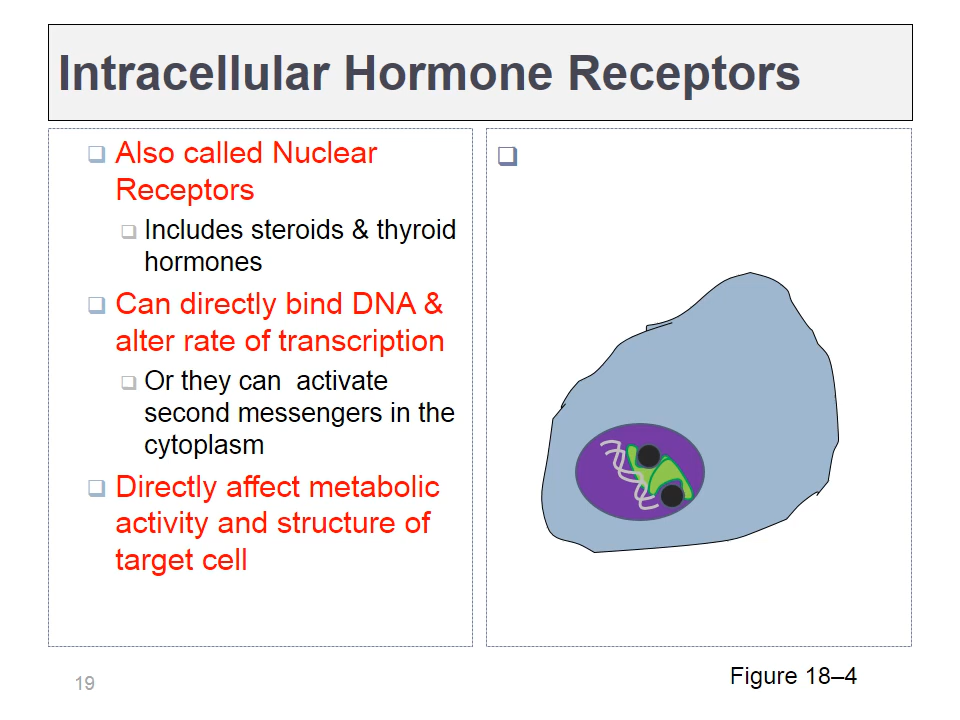 Intracellular Hormone Receptors
Also called Nuclear
Receptors
Includes steroids & thyroid
hormones
Can directly bind DNA &
alter rate of transcription
Or they can activate
second messengers in the
cytoplasm
Directly affect metabolic
activity and structure of
target cell
19
Figure 18–4